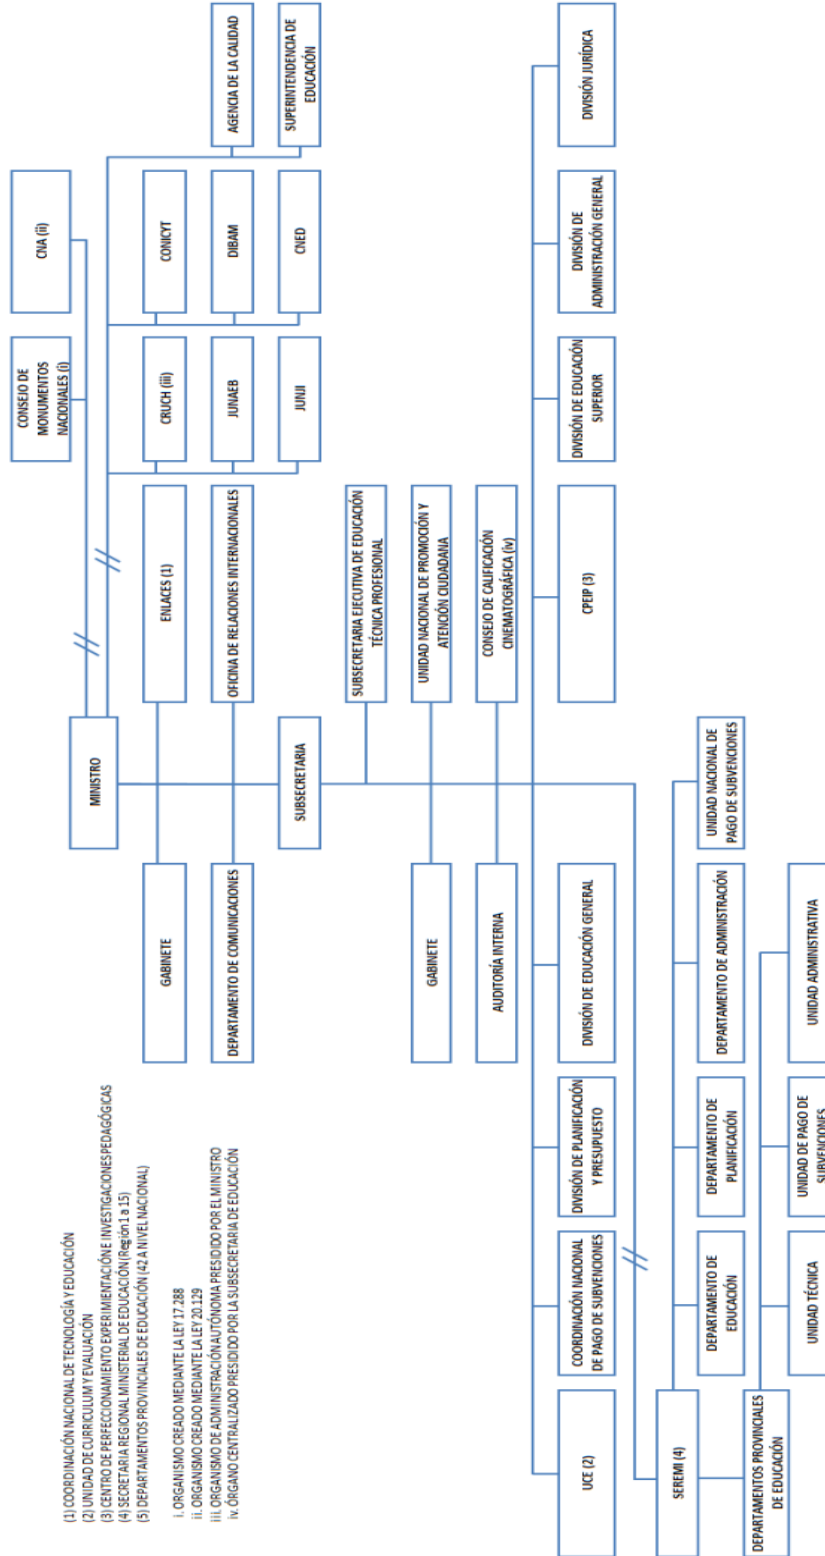 CONSEJO DE
MONUMENTOS
NACIONALES (i)
CNA (ii)
MINISTRO
AGENCIA DE LA CALIDAD
SUPERINTENDENCIA DE
EDUCACIÓN
GABINETE
ENLACES (1)
CRUCH (iii)
CONICYT
DEPARTAMENTO DE COMUNICACIONES
OFICINA DE RELACIONES INTERNACIONALES
JUNAEB
DIBAM
SUBSECRETARIA
JUNJI
CNED
SUBSECRETARIA EJECUTIVA DE EDUCACIÓN
TÉCNICA PROFESIONAL
GABINETE
UNIDAD NACIONAL DE PROMOCIÓN Y
ATENCIÓN CIUDADANA
AUDITORÍA INTERNA
CONSEJO DE CALIFICACIÓN
CINEMATOGRÁFICA (iv)
UCE (2)
COORDINACIÓN NACIONAL
DE PAGO DE SUBVENCIONES
DIVISIÓN DE PLANIFICACIÓN
Y PRESUPUESTO
DIVISIÓN DE EDUCACIÓN GENERAL
CPEIP (3)
DIVISIÓN DE EDUCACIÓN
SUPERIOR
DIVISIÓN DE
ADMINISTRACIÓN GENERAL
DIVISIÓN JURÍDICA
SEREMI (4)
DEPARTAMENTO DE
EDUCACIÓN
DEPARTAMENTO DE
PLANIFICACIÓN
DEPARTAMENTO DE ADMINISTRACIÓN
UNIDAD NACIONAL DE
PAGO DE SUBVENCIONES
DEPARTAMENTOS PROVINCIALES
DE EDUCACIÓN
UNIDAD TÉCNICA
UNIDAD DE PAGO DE
SUBVENCIONES
UNIDAD ADMINISTRATIVA
(1) COORDINACIÓN NACIONAL DE TECNOLOGÍA Y EDUCACIÓN
(2) UNIDAD DE CURRICULUM Y EVALUACIÓN
(3) CENTRO DE PERFECCIONAMIENTO EXPERIMENTACIÓN E INVESTIGACIONES PEDAGÓGICAS
(4) SECRETARIA REGIONAL MINISTERIAL DE EDUCACIÓN (Región 1 a 15)
(5) DEPARTAMENTOS PROVINCIALES DE EDUCACIÓN (42 A NIVEL NACIONAL)
i. ORGANISMO CREADO MEDIANTE LA LEY 17.288
ii. ORGANISMO CREADO MEDIANTE LA LEY 20.129
iii. ORGANISMO DE ADMINISTRACIÓN AUTÓNOMA PRESIDIDO POR EL MINISTRO
iv. ÓRGANO CENTRALIZADO PRESIDIDO POR LA SUBSECRETARIA DE EDUCACIÓN